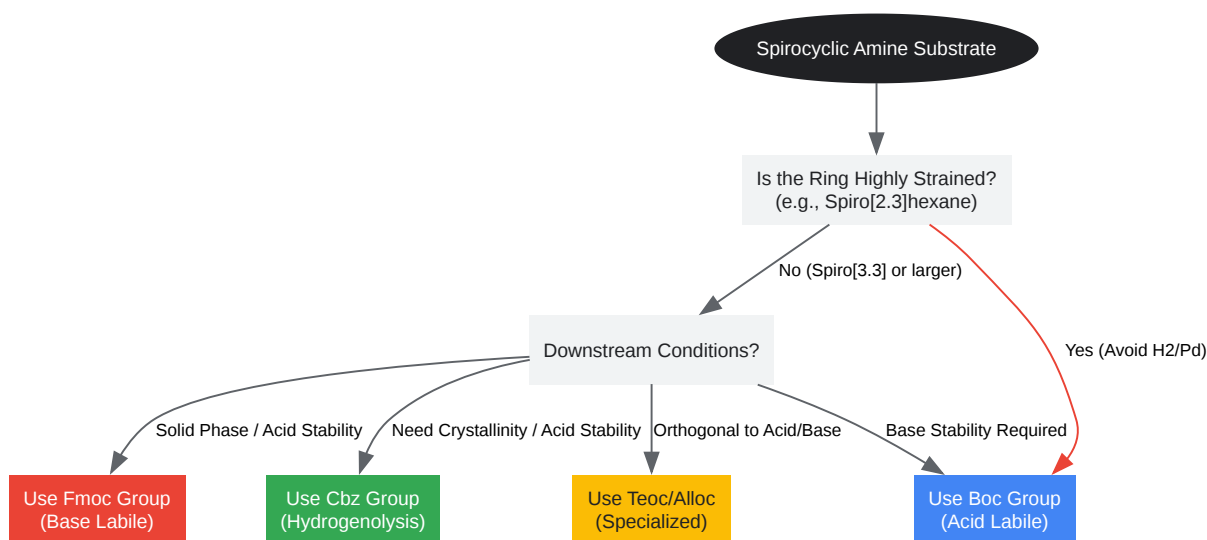 Spirocyclic Amine Substrate
Is the Ring Highly Strained?
(e.g., Spiro[2.3]hexane)
No (Spiro[3.3] or larger)
Downstream Conditions?
Yes (Avoid H2/Pd)
Solid Phase / Acid Stability
Need Crystallinity / Acid Stability
Orthogonal to Acid/Base
Base Stability Required
Use Fmoc Group
(Base Labile)
Use Cbz Group
(Hydrogenolysis)
Use Teoc/Alloc
(Specialized)
Use Boc Group
(Acid Labile)